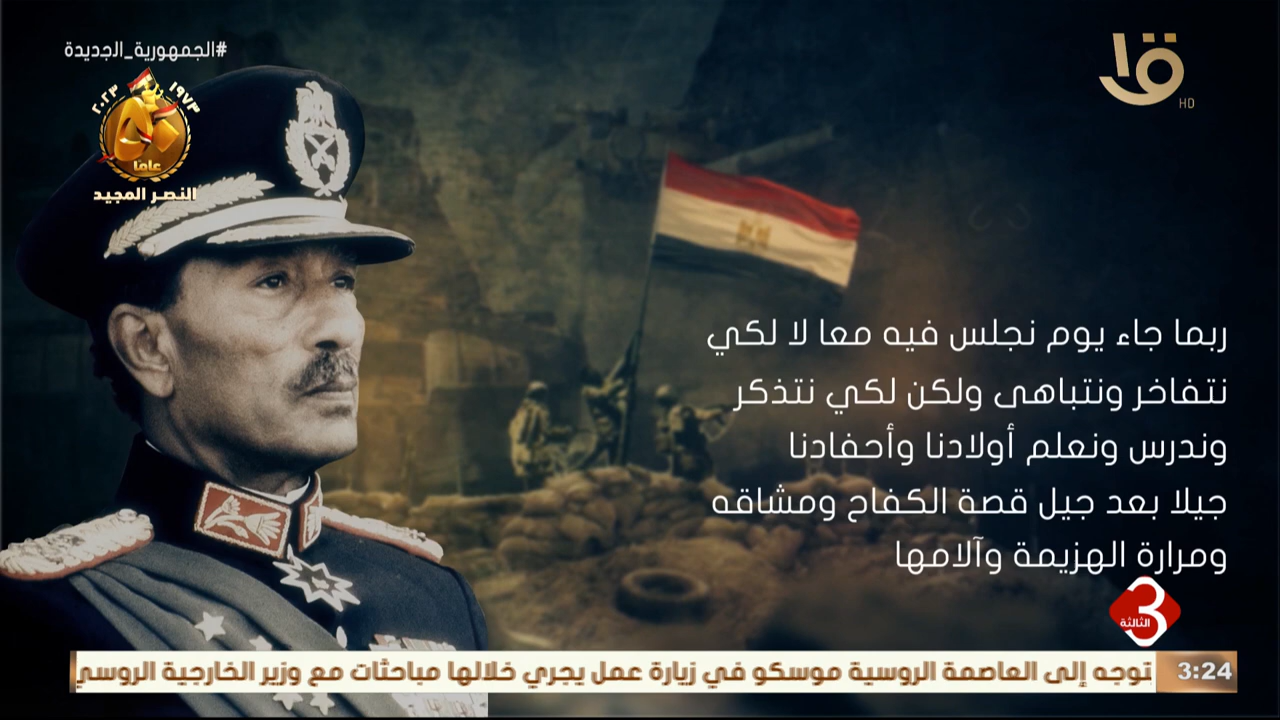 #الجمهورية_الجديدة
١٩٧٣ ٢٠٢٣
٥٠
عامًا
النصر المجيد
HD
ربما جاء يوم نجلس فيه معا لا لكي
نتفاخر ونتباهى ولكن لكي نتذكر
وندرس ونعلم أولادنا وأحفادنا
جيلا بعد جيل قصة الكفاح ومشاقه
ومرارة الهزيمة وآلامها
3
الثالثة
3:24
توجه إلى العاصمة الروسية موسكو في زيارة عمل يجري خلالها مباحثات مع وزير الخارجية الروسي